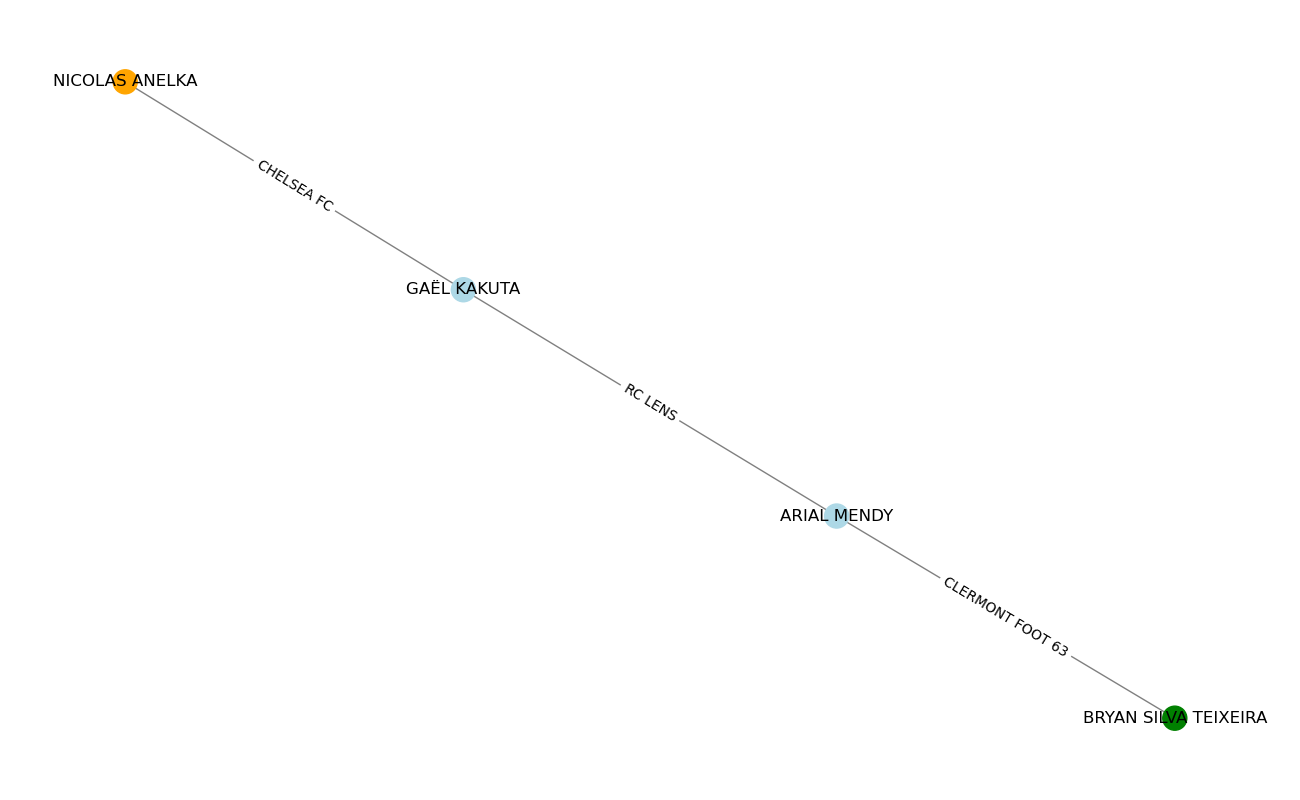 NICOLAS ANELKA
CHELSEA FC
GAËL KAKUTA
RC LENS
ARIAL MENDY
CLERMONT FOOT 63
BRYAN SILVA TEIXEIRA